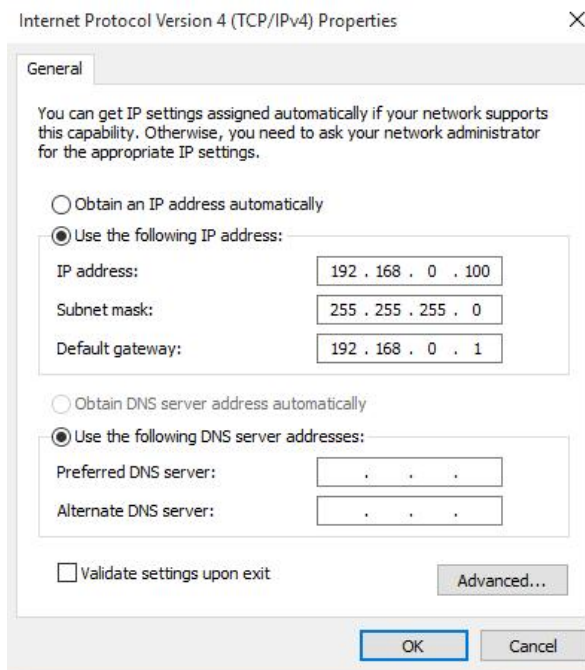 Internet Protocol Version 4 (TCP/IPv4) Properties
General
You can get IP settings assigned automatically if your network supports
this capability. Otherwise, you need to ask your network administrator
for the appropriate IP settings.
Obtain an IP address automatically
Use the following IP address:
IP address: 192 . 168 . 0 . 100
Subnet mask: 255 . 255 . 255 . 0
Default gateway: 192 . 168 . 0 . 1
Obtain DNS server address automatically
Use the following DNS server addresses:
Preferred DNS server: . . .
Alternate DNS server: . . .
Validate settings upon exit
Advanced...
OK Cancel